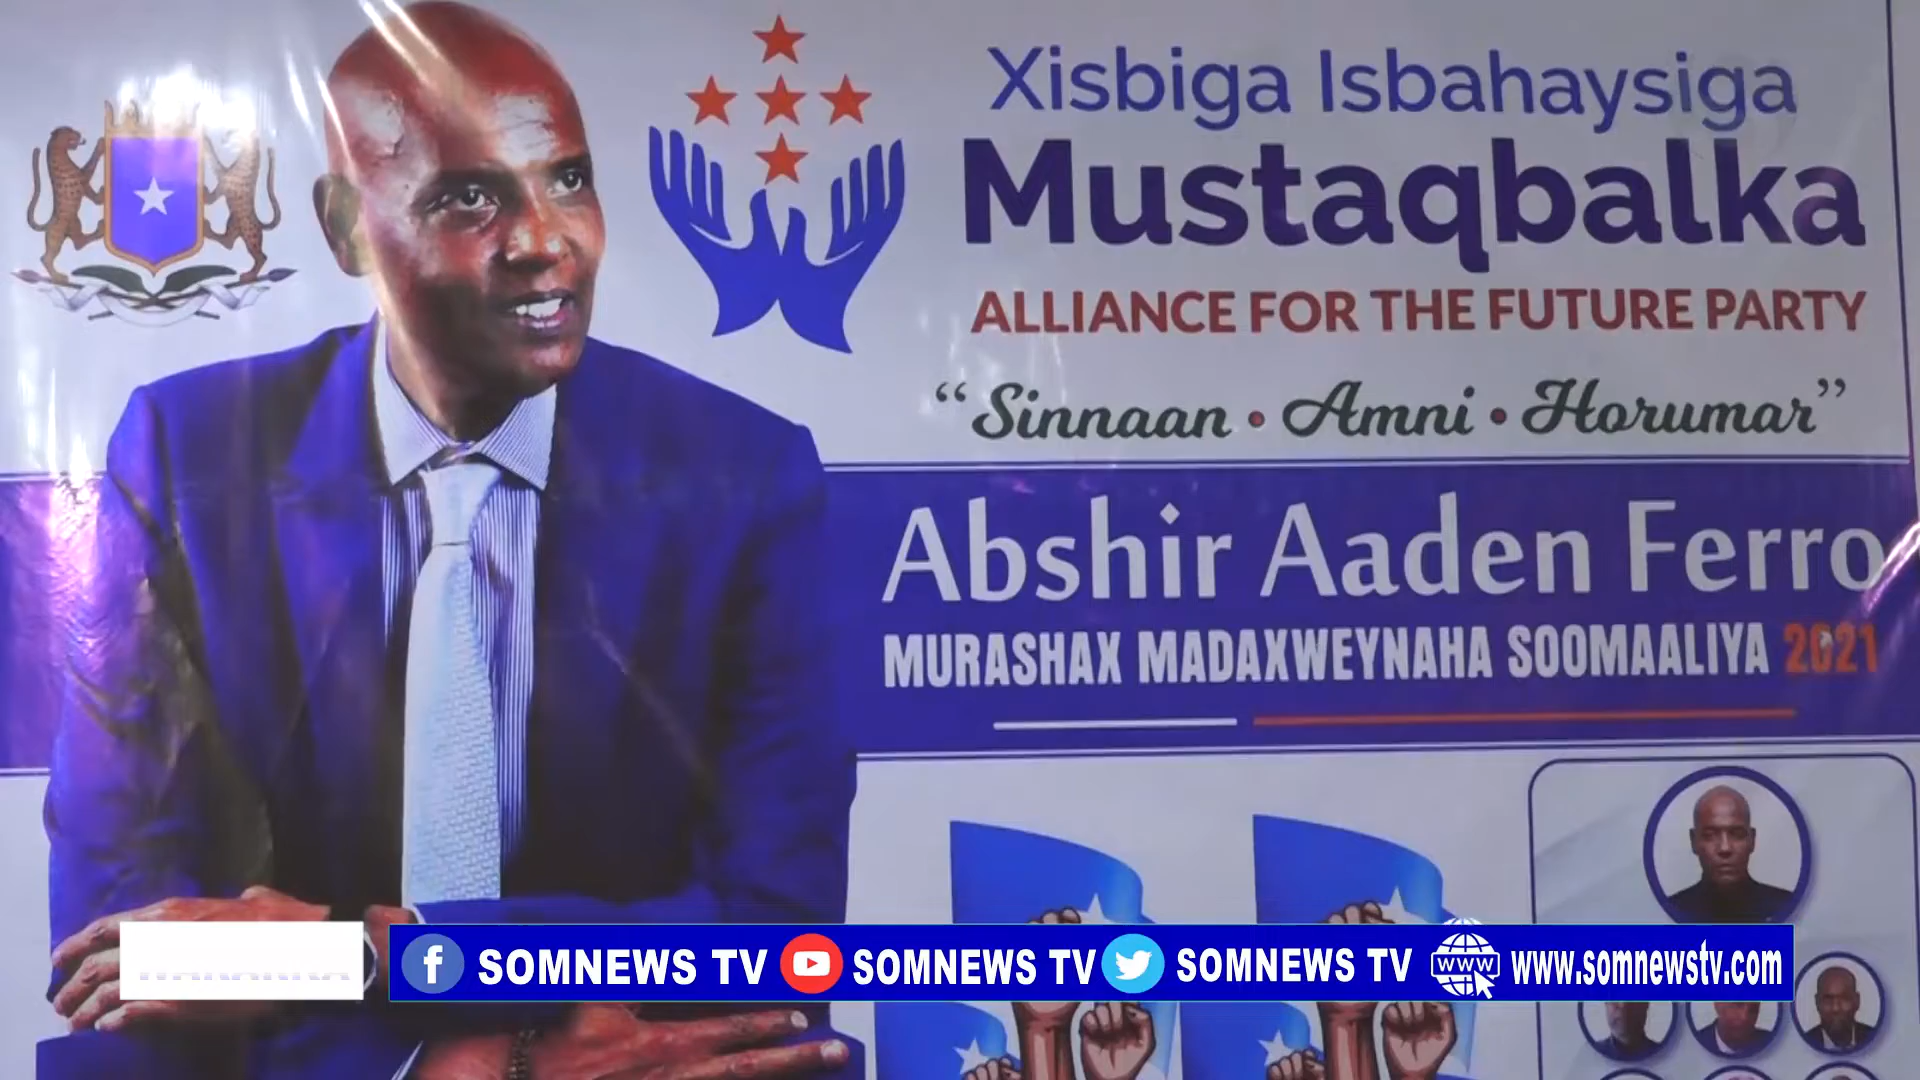 Xisbiga Isbahaysiga
Mustaqbalka
ALLIANCE FOR THE FUTURE PARTY
“Sinnaan • Amni • Horumar”
Abshir Aaden Ferro
MURASHAX MADAXWEYNAHA SOOMAALIYA 2021
f SOMNEWS TV SOMNEWS TV SOMNEWS TV www www.somnewstv.com